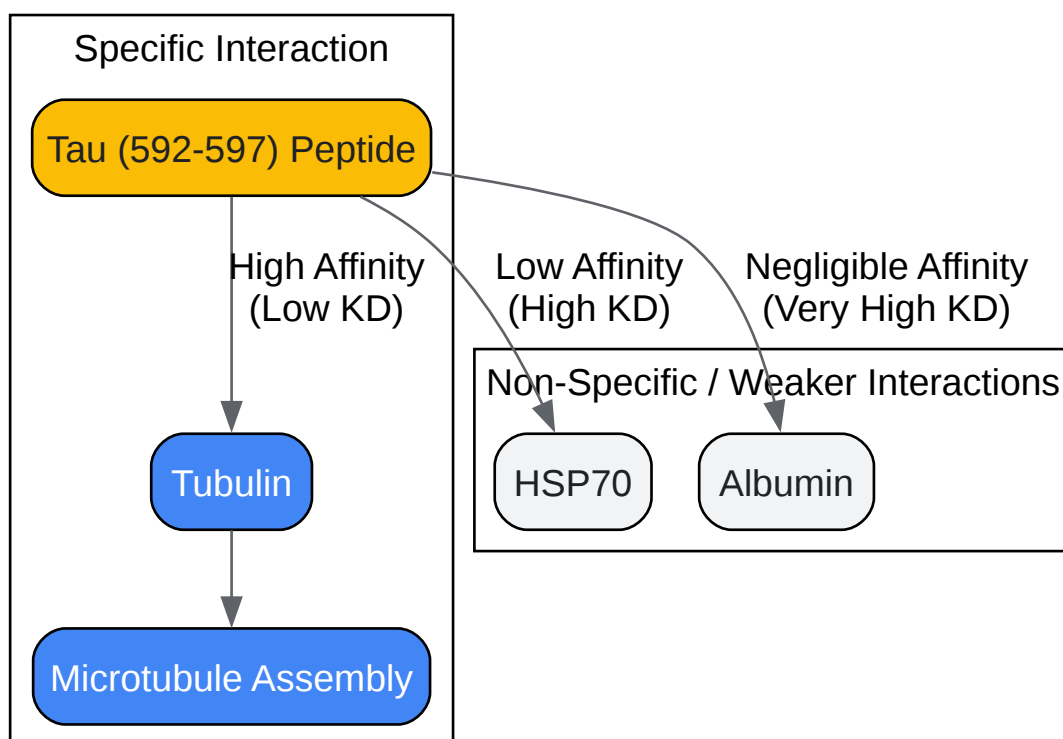 Specific Interaction
Tau (592-597) Peptide
High Affinity
(Low KD)
Low Affinity
(High KD)
Negligible Affinity
(Very High KD)
Non-Specific / Weaker Interactions
Tubulin
HSP70
Albumin
Microtubule Assembly